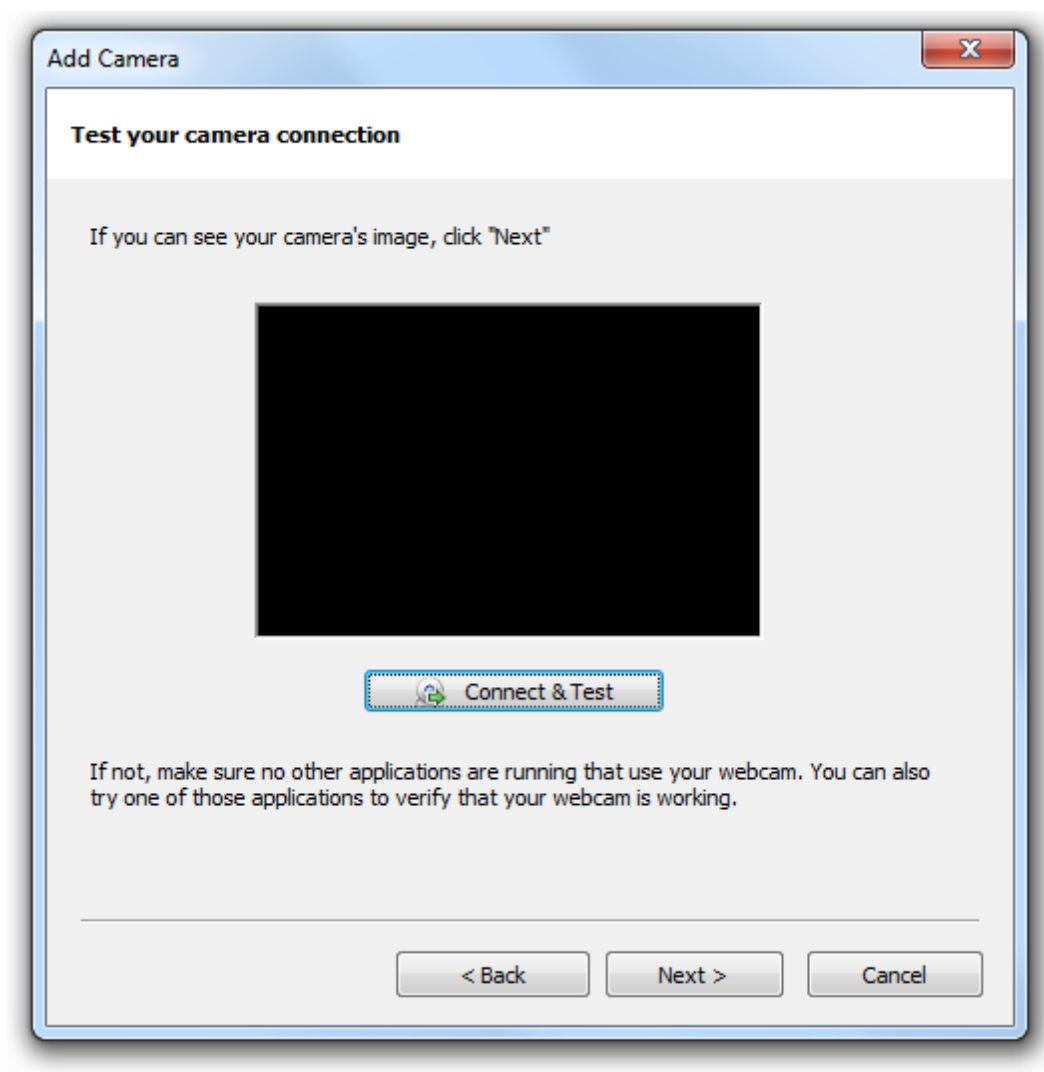 Add Camera
Test your camera connection
If you can see your camera's image, click "Next"
Connect & Test
If not, make sure no other applications are running that use your webcam. You can also
try one of those applications to verify that your webcam is working.
< Back
Next >
Cancel